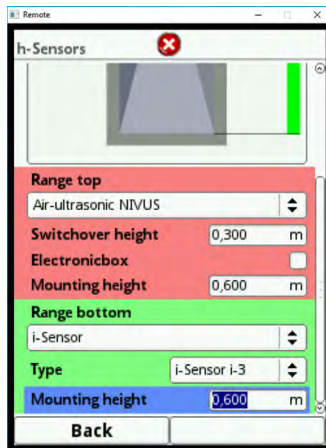 Remote
h-Sensors
Range top
Air-ultrasonic NIVUS
Switchover height 0,300 m
Electronicbox
Mounting height 0,600 m
Range bottom
i-Sensor
Type i-Sensor i-3
Mounting height 0,600 m
Back